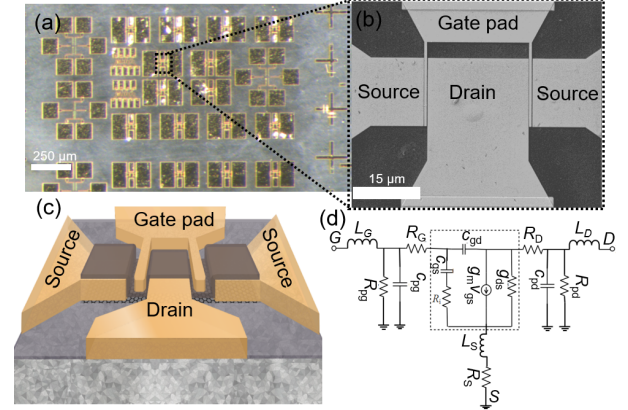 (a)
250 µm
(b)
Gate pad
Source
Drain
Source
15 µm
(c)
Gate pad
Source
Source
Drain
(d)
G
L_G
R_G
c_gd
R_D
L_D
D
R_pg
c_pg
c_gs
R_i
g_m v_gs
g_ds
c_pd
R_pd
L_S
R_S
S